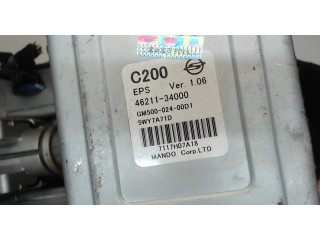 C200
EPS Ver. 1.06
46211-34000
GM500-024-00D1
5WY7A71D
7117H07A18
MANDO Corp.LTD